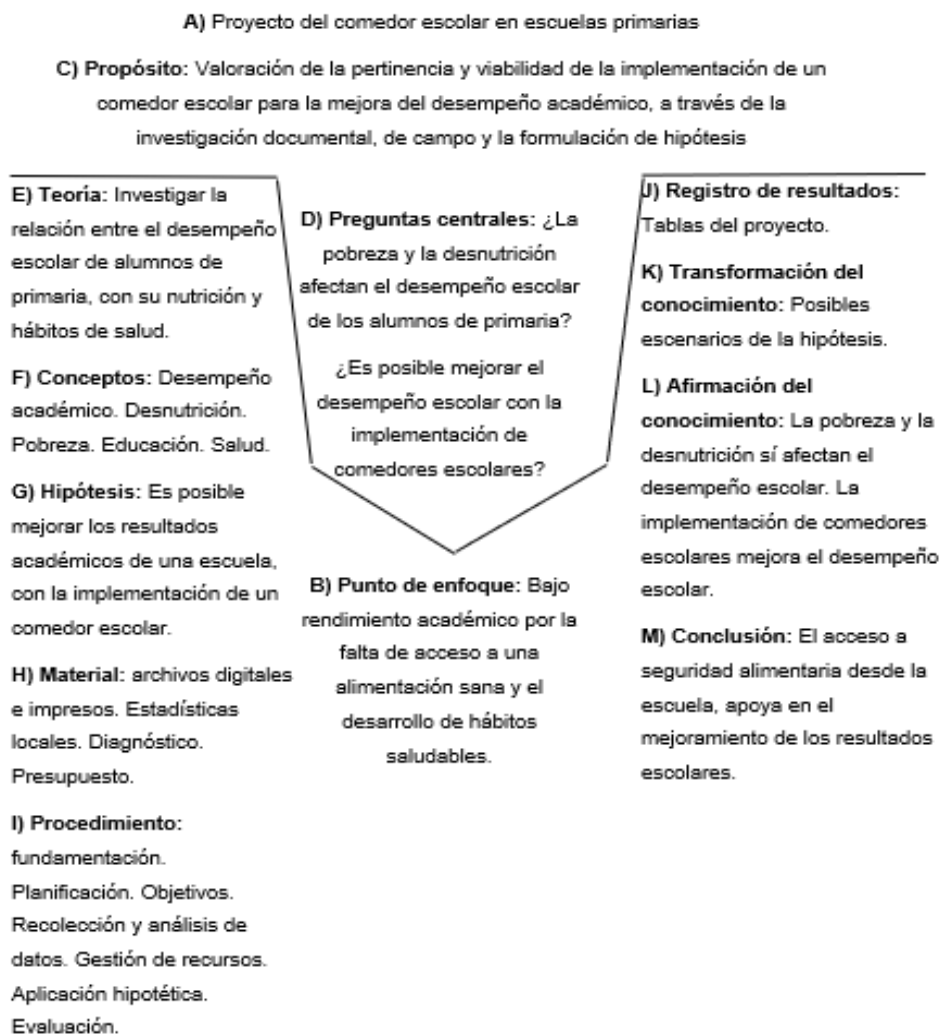 A) Proyecto del comedor escolar en escuelas primarias
C) Propósito: Valoración de la pertinencia y viabilidad de la implementación de un
comedor escolar para la mejora del desempeño académico, a través de la
investigación documental, de campo y la formulación de hipótesis
E) Teoría: Investigar la
relación entre el desempeño
escolar de alumnos de
primaria, con su nutrición y
hábitos de salud.
F) Conceptos: Desempeño
académico. Desnutrición.
Pobreza. Educación. Salud.
G) Hipótesis: Es posible
mejorar los resultados
académicos de una escuela,
con la implementación de un
comedor escolar.
H) Material: archivos digitales
e impresos. Estadísticas
locales. Diagnóstico.
Presupuesto.
I) Procedimiento:
fundamentación.
Planificación. Objetivos.
Recolección y análisis de
datos. Gestión de recursos.
Aplicación hipotética.
Evaluación.
D) Preguntas centrales: ¿La
pobreza y la desnutrición
afectan el desempeño escolar
de los alumnos de primaria?
¿Es posible mejorar el
desempeño escolar con la
implementación de
comedores escolares?
B) Punto de enfoque: Bajo
rendimiento académico por la
falta de acceso a una
alimentación sana y el
desarrollo de hábitos
saludables.
J) Registro de resultados:
Tablas del proyecto.
K) Transformación del
conocimiento: Posibles
escenarios de la hipótesis.
L) Afirmación del
conocimiento: La pobreza y la
desnutrición sí afectan el
desempeño escolar. La
implementación de comedores
escolares mejora el desempeño
escolar.
M) Conclusión: El acceso a
seguridad alimentaria desde la
escuela, apoya en el
mejoramiento de los resultados
escolares.